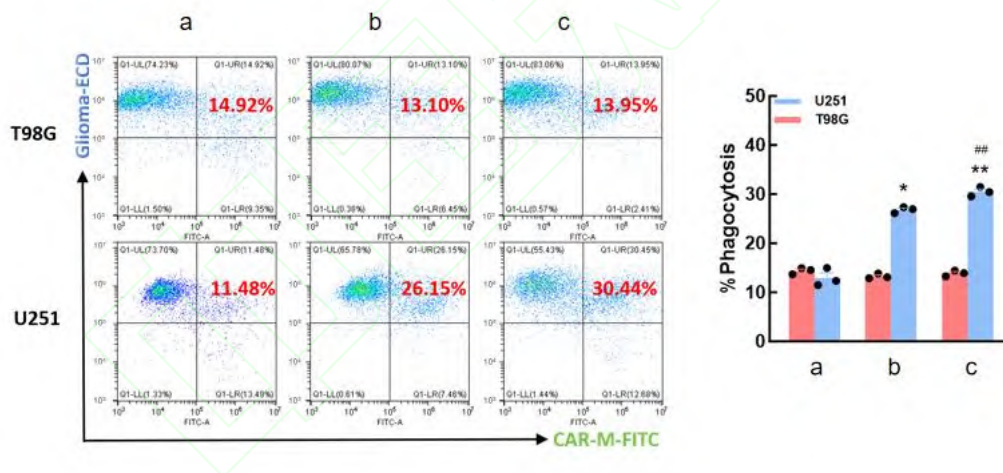 a b c
Glioma-ECD
T98G
Q1-UL(74.23%) Q1-UR(14.92%)
14.92%
Q1-LL(1.50%) Q1-LR(9.35%)
FITC-A
Q1-UL(80.07%) Q1-UR(13.10%)
13.10%
Q1-LL(0.38%) Q1-LR(6.45%)
FITC-A
Q1-UL(83.06%) Q1-UR(13.95%)
13.95%
Q1-LL(0.57%) Q1-LR(2.41%)
FITC-A
U251
Q1-UL(73.70%) Q1-UR(11.48%)
11.48%
Q1-LL(1.33%) Q1-LR(13.49%)
FITC-A
Q1-UL(65.78%) Q1-UR(26.15%)
26.15%
Q1-LL(0.61%) Q1-LR(7.46%)
FITC-A
Q1-UL(55.43%) Q1-UR(30.45%)
30.44%
Q1-LL(1.44%) Q1-LR(12.68%)
FITC-A
CAR-M-FITC
% Phagocytosis
50
40
30
20
10
0
U251
T98G
*
##
**
a b c